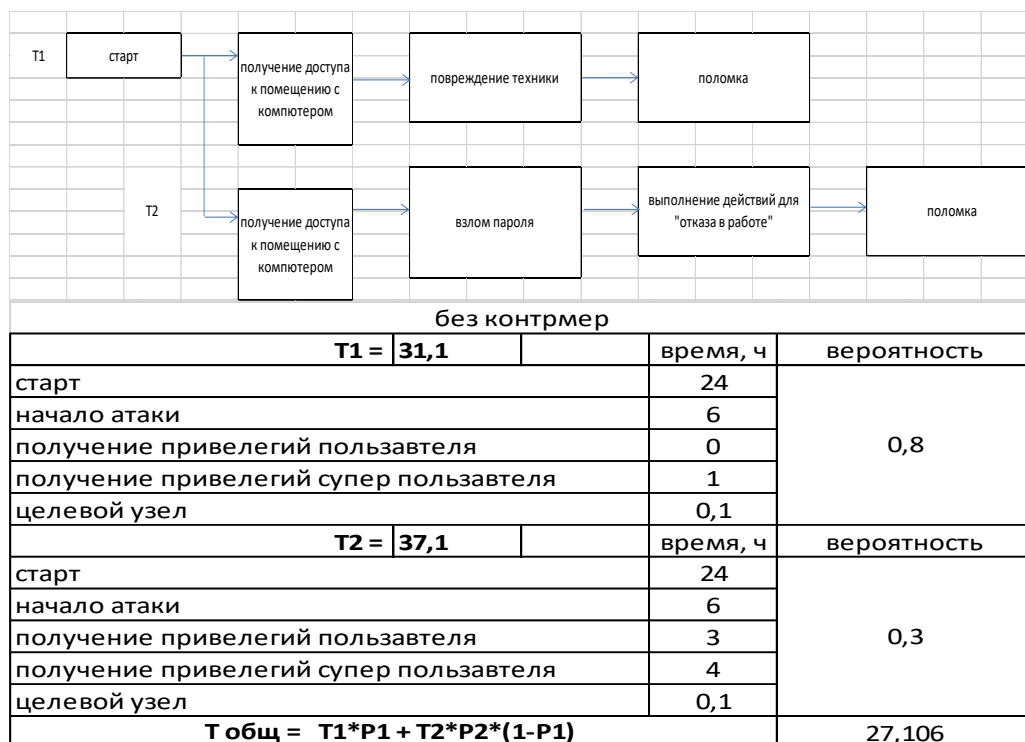 T1
старт
получение доступа
к помещению с
компютером
повреждение техники
поломка
T2
получение доступа
к помещению с
компютером
взлом пароля
выполнение действий для
"отказа в работе"
поломка
без контрмер
T1 = 31,1 время, ч вероятность
старт 24
начало атаки 6
получение привелегий пользавтеля 0 0,8
получение привелегий супер пользавтеля 1
целевой узел 0,1
T2 = 37,1 время, ч вероятность
старт 24
начало атаки 6
получение привелегий пользавтеля 3 0,3
получение привелегий супер пользавтеля 4
целевой узел 0,1
T общ = T1*P1 + T2*P2*(1-P1) 27,106